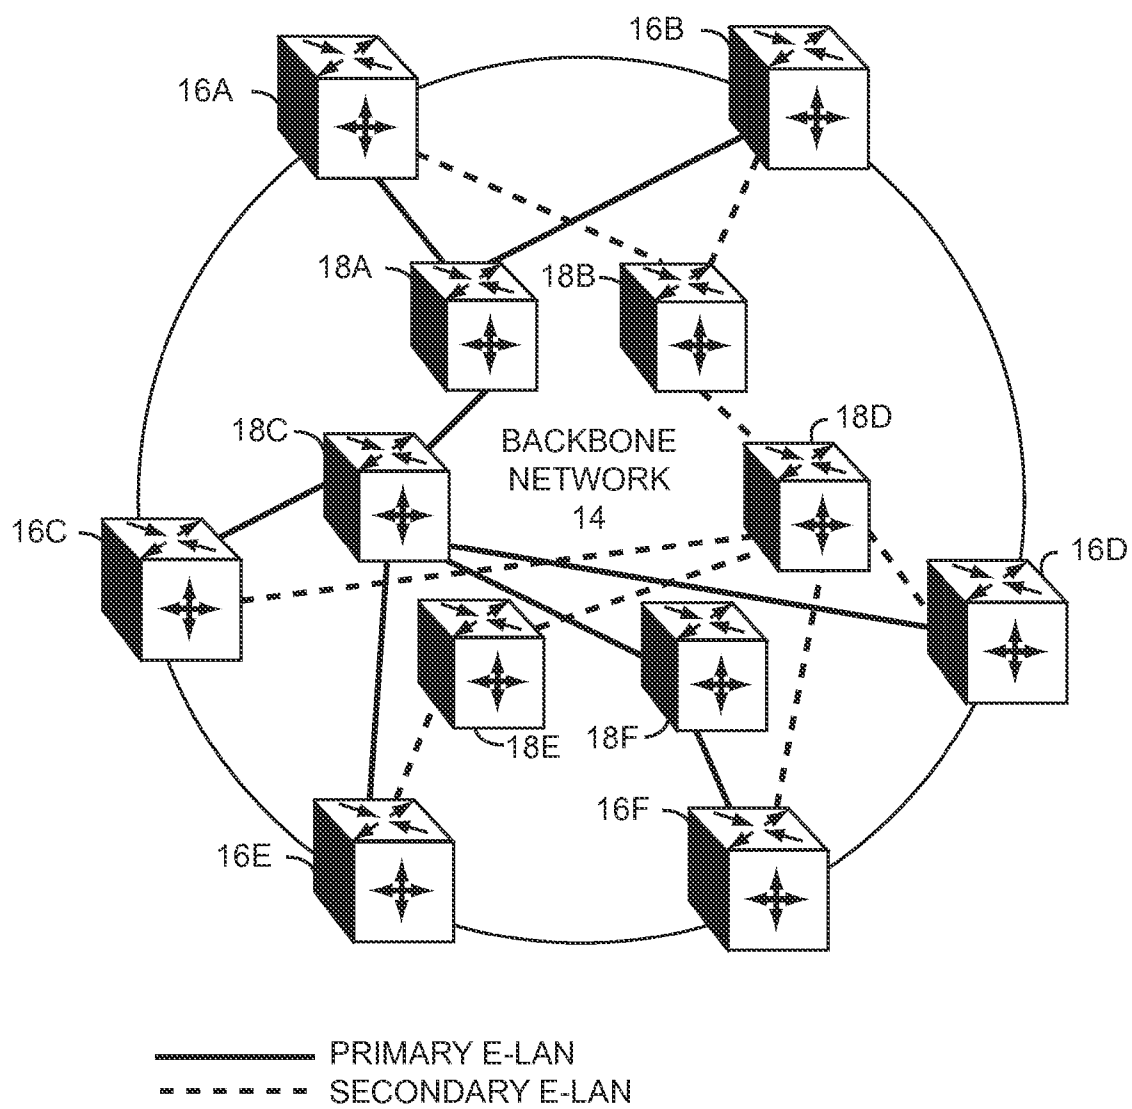 16B
16A
18A
18B
18C
18D
BACKBONE
NETWORK
14
16C
16D
18E
18F
16F
16E
PRIMARY E-LAN
SECONDARY E-LAN